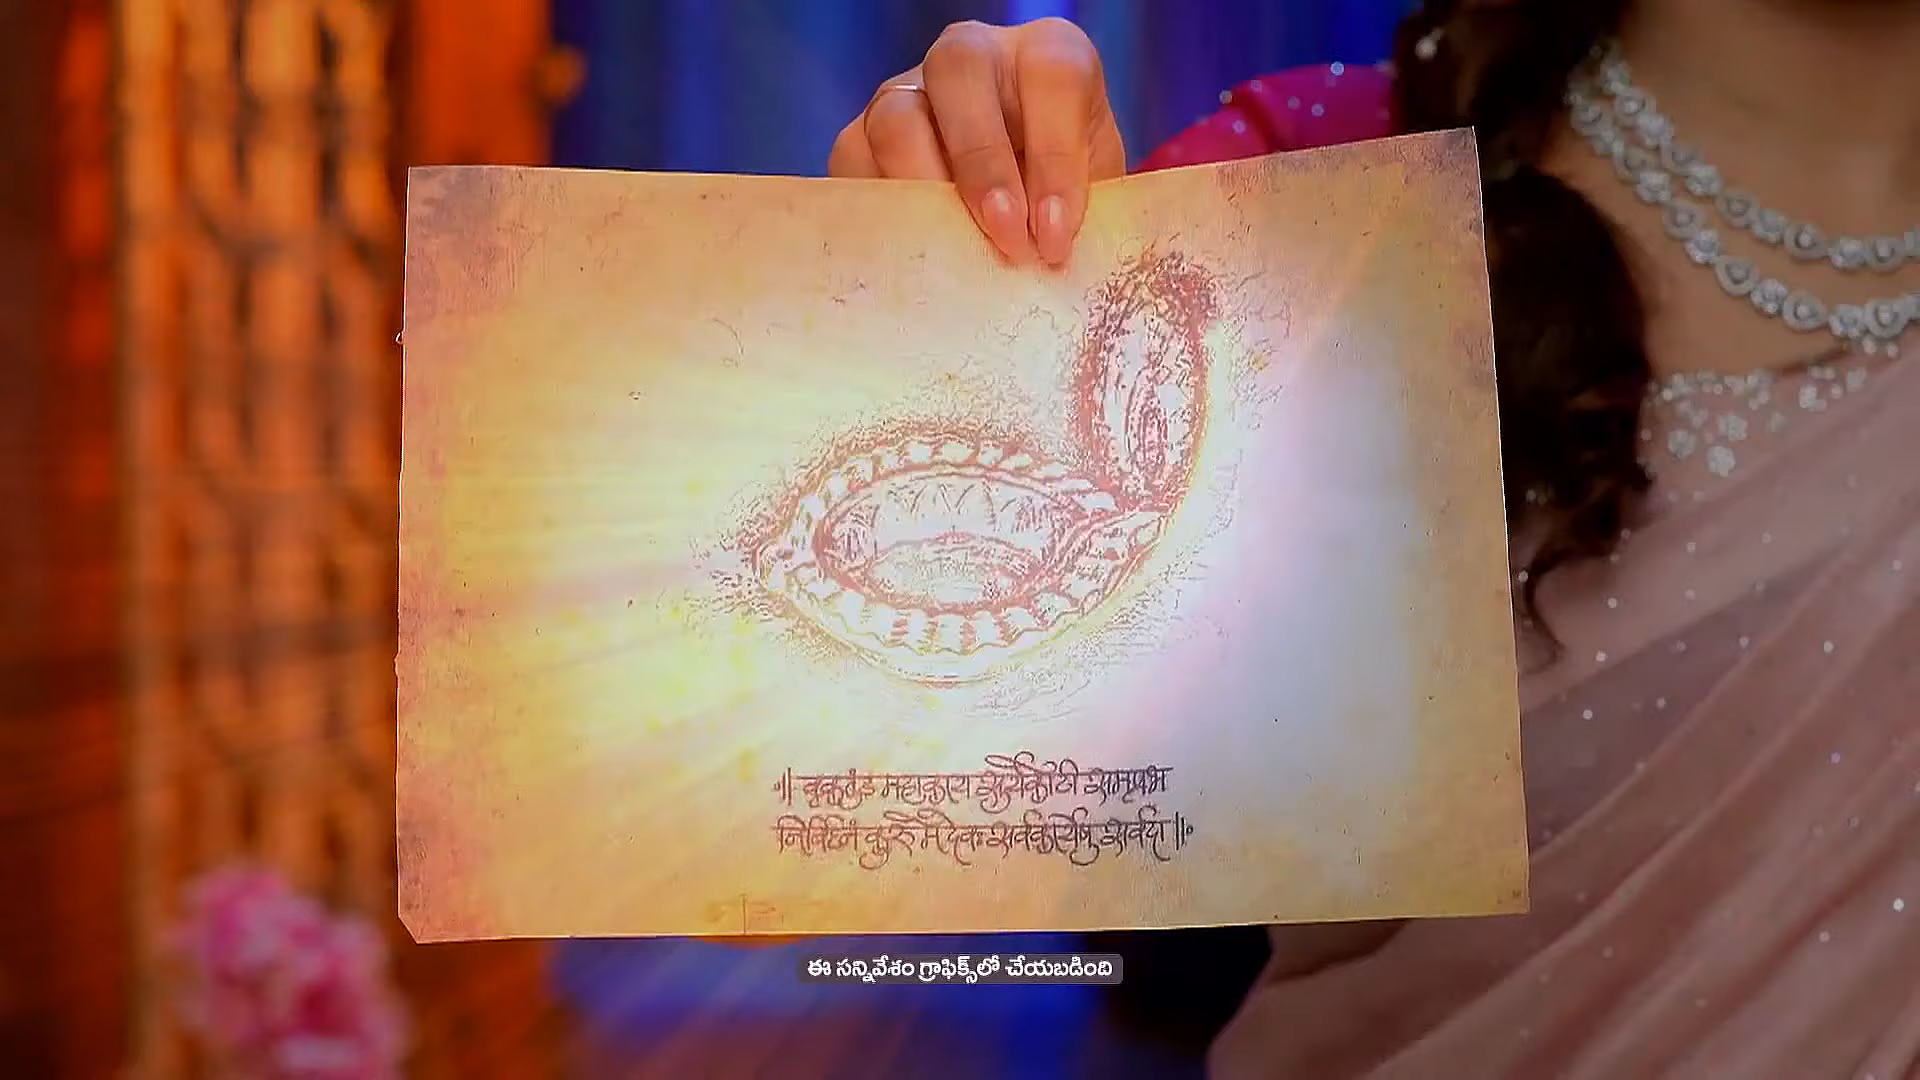 ॥ वक्रतुंड महाकाय सूर्यकोटी समप्रभ
निर्विघ्नं कुरु मे देव सर्वकार्येषु सर्वदा ॥
ఈ సన్నివేశం గ్రాఫిక్స్‌లో చేయబడింది